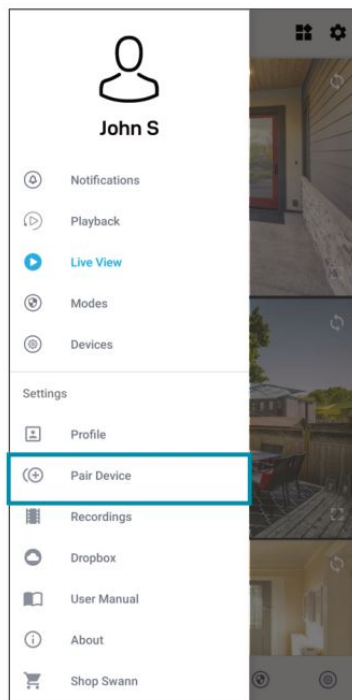 John S
Notifications
Playback
Live View
Modes
Devices
Settings
Profile
Pair Device
Recordings
Dropbox
User Manual
About
Shop Swann